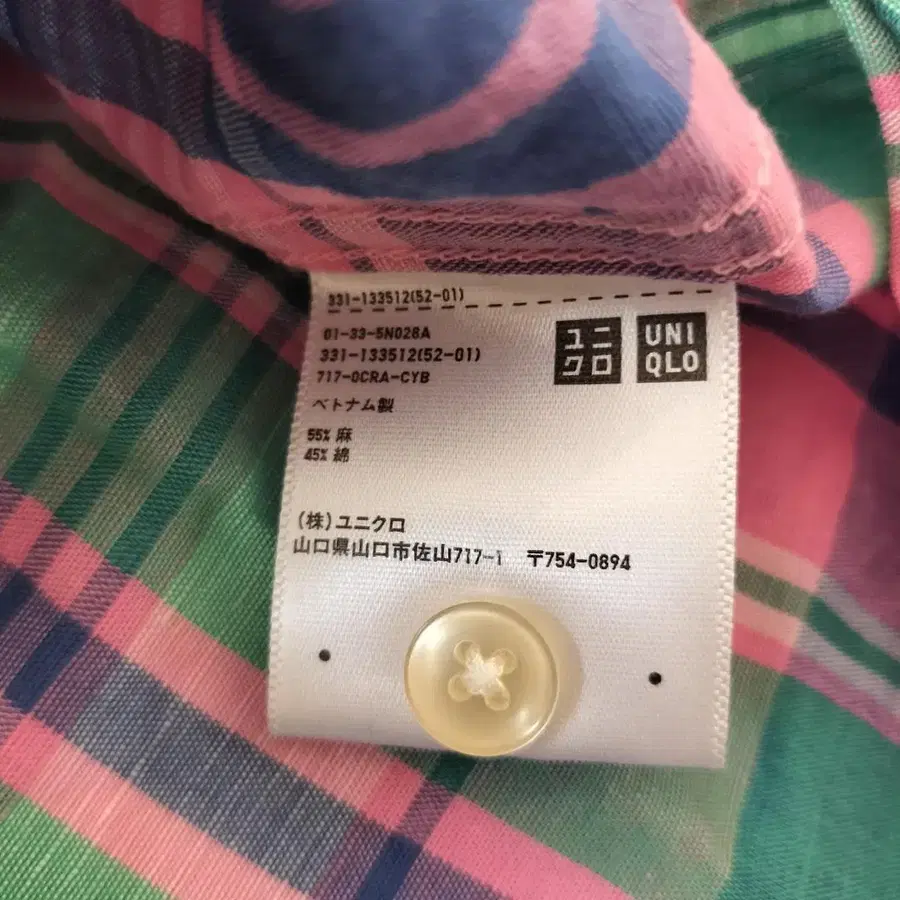 331-133512(52-01)
01-33-5N028A
331-133512(52-01)
717-0CRA-CYB
ベトナム製
55% 麻
45% 綿
ユニ
クロ
UNI
QLO
(株)ユニクロ
山口県山口市佐山717-1 〒754-0894